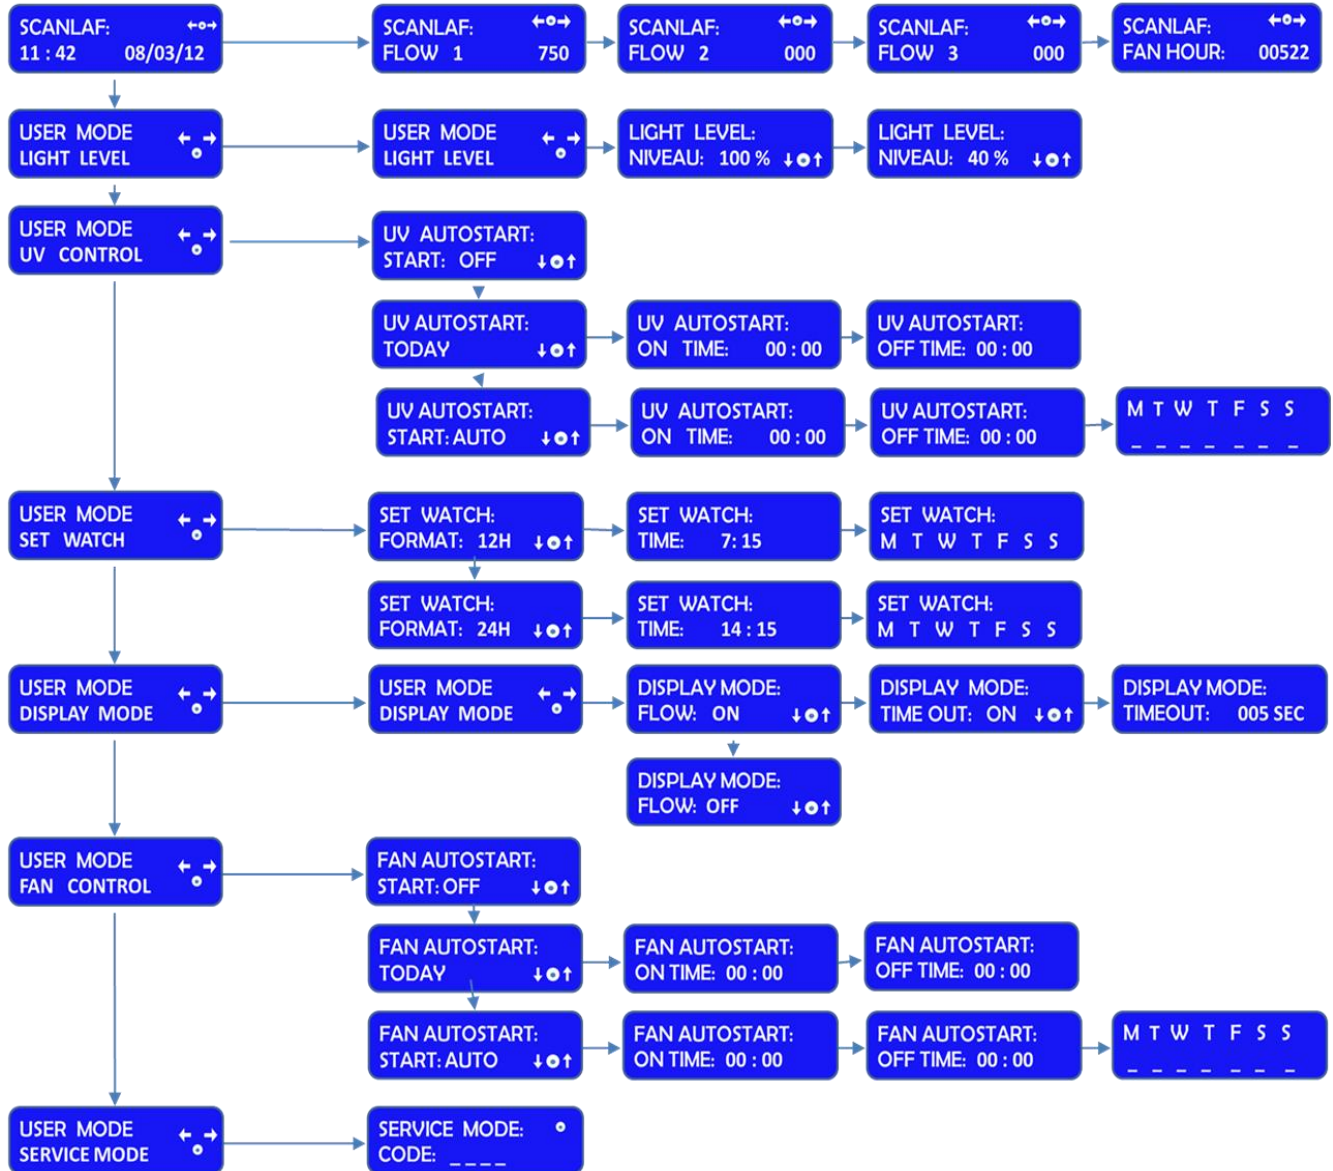 SCANLAF: ←o→
11 : 42 08/03/12
SCANLAF: ←o→
FLOW 1 750
SCANLAF: ←o→
FLOW 2 000
SCANLAF: ←o→
FLOW 3 000
SCANLAF: ←o→
FAN HOUR: 00522
USER MODE ← →
LIGHT LEVEL o
USER MODE ← →
LIGHT LEVEL o
LIGHT LEVEL:
NIVEAU: 100 % ↓o↑
LIGHT LEVEL:
NIVEAU: 40 % ↓o↑
USER MODE ← →
UV CONTROL o
UV AUTOSTART:
START: OFF ↓o↑
UV AUTOSTART:
TODAY ↓o↑
UV AUTOSTART:
ON TIME: 00 : 00
UV AUTOSTART:
OFF TIME: 00 : 00
UV AUTOSTART:
START: AUTO ↓o↑
UV AUTOSTART:
ON TIME: 00 : 00
UV AUTOSTART:
OFF TIME: 00 : 00
M T W T F S S
_ _ _ _ _ _ _
USER MODE ← →
SET WATCH o
SET WATCH:
FORMAT: 12H ↓o↑
SET WATCH:
TIME: 7: 15
SET WATCH:
M T W T F S S
SET WATCH:
FORMAT: 24H ↓o↑
SET WATCH:
TIME: 14 : 15
SET WATCH:
M T W T F S S
USER MODE ← →
DISPLAY MODE o
USER MODE ← →
DISPLAY MODE o
DISPLAY MODE:
FLOW: ON ↓o↑
DISPLAY MODE:
TIME OUT: ON ↓o↑
DISPLAY MODE:
TIMEOUT: 005 SEC
DISPLAY MODE:
FLOW: OFF ↓o↑
USER MODE ← →
FAN CONTROL o
FAN AUTOSTART:
START: OFF ↓o↑
FAN AUTOSTART:
TODAY ↓o↑
FAN AUTOSTART:
ON TIME: 00 : 00
FAN AUTOSTART:
OFF TIME: 00 : 00
FAN AUTOSTART:
START: AUTO ↓o↑
FAN AUTOSTART:
ON TIME: 00 : 00
FAN AUTOSTART:
OFF TIME: 00 : 00
M T W T F S S
_ _ _ _ _ _ _
USER MODE ← →
SERVICE MODE o
SERVICE MODE: o
CODE: _ _ _ _